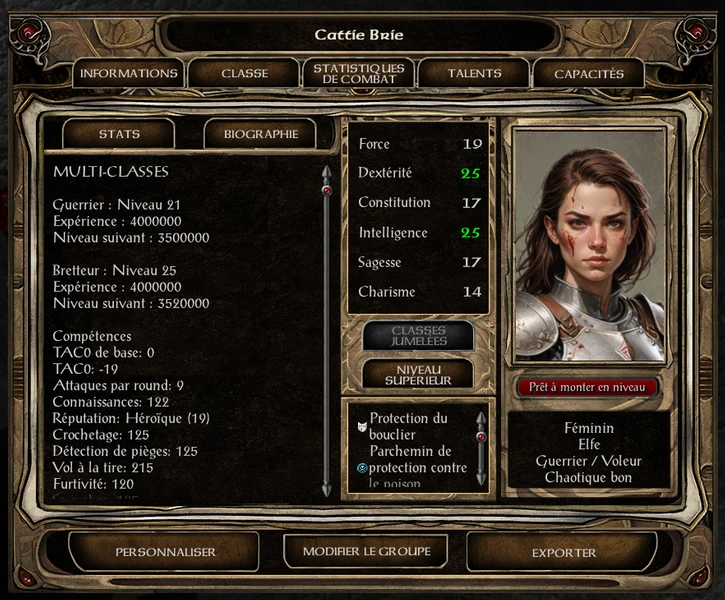 Cattie Brie
INFORMATIONS
CLASSE
STATISTIQUES
DE COMBAT
TALENTS
CAPACITÉS
STATS
BIOGRAPHIE
MULTI-CLASSES
Guerrier : Niveau 21
Expérience : 4000000
Niveau suivant : 3500000
Bretteur : Niveau 25
Expérience : 4000000
Niveau suivant : 3520000
Compétences
TAC0 de base: 0
TAC0: -19
Attaques par round: 9
Connaissances: 122
Réputation: Héroïque (19)
Crochetage: 125
Détection de pièges: 125
Vol à la tire: 215
Furtivité: 120
Force 19
Dextérité 25
Constitution 17
Intelligence 25
Sagesse 17
Charisme 14
CLASSES
JUMELÉES
NIVEAU
SUPÉRIEUR
Protection du
bouclier
Parchemin de
protection contre
le poison
Prêt à monter en niveau
Féminin
Elfe
Guerrier / Voleur
Chaotique bon
PERSONNALISER
MODIFIER LE GROUPE
EXPORTER